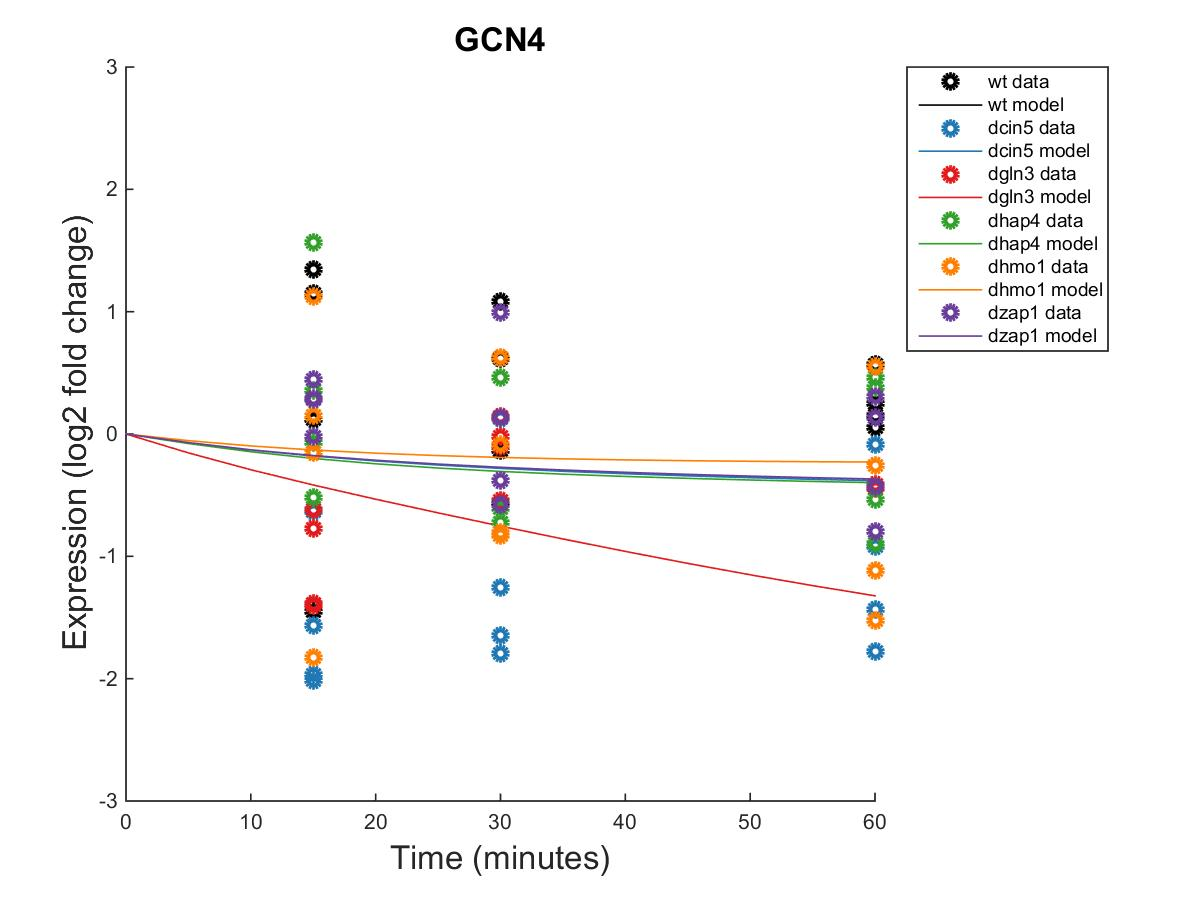 GCN4
Expression (log2 fold change)
3
2
1
0
-1
-2
-3
0 10 20 30 40 50 60
Time (minutes)
wt data
wt model
dcin5 data
dcin5 model
dgln3 data
dgln3 model
dhap4 data
dhap4 model
dhmo1 data
dhmo1 model
dzap1 data
dzap1 model